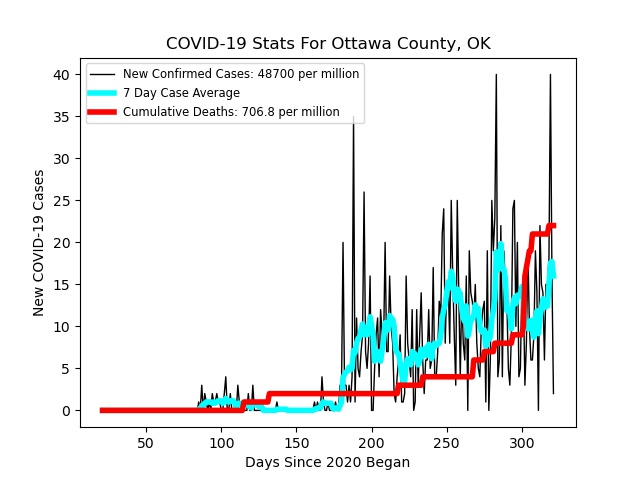 COVID-19 Stats For Ottawa County, OK
New Confirmed Cases: 48700 per million
7 Day Case Average
Cumulative Deaths: 706.8 per million
New COVID-19 Cases
40
35
30
25
20
15
10
5
0
50 100 150 200 250 300
Days Since 2020 Began